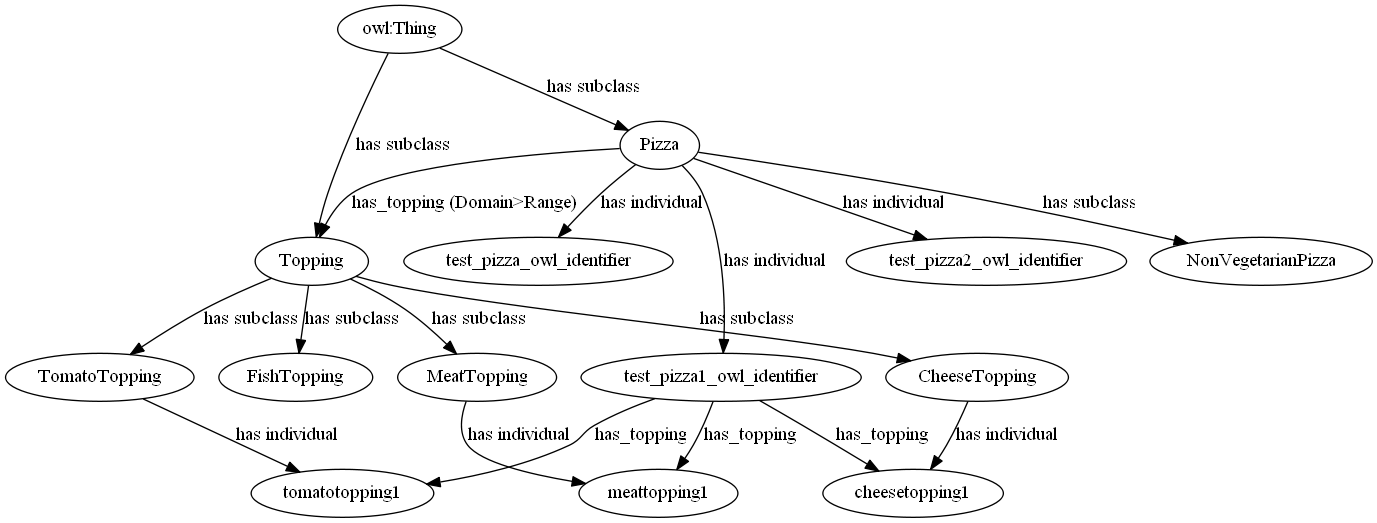 owl:Thing
has subclass
Pizza
has subclass
has_topping (Domain>Range)
has individual
has individual
has subclass
Topping
test_pizza_owl_identifier
has individual
test_pizza2_owl_identifier
NonVegetarianPizza
has subclass
has subclass
has subclass
has subclass
TomatoTopping
FishTopping
MeatTopping
test_pizza1_owl_identifier
CheeseTopping
has individual
has individual
has_topping
has_topping
has_topping
has individual
tomatotopping1
meattopping1
cheesetopping1